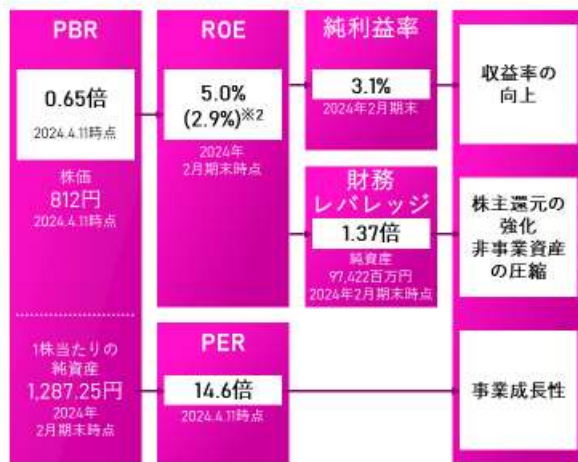 PBR
0.65倍
2024.4.11時点
株価
812円
2024.4.11時点
1株当たりの
純資産
1,287.25円
2024年
2月期末時点
ROE
5.0%
(2.9%)※2
2024年
2月期末時点
PER
14.6倍
2024.4.11時点
純利益率
3.1%
2024年2月期末
財務
レバレッジ
1.37倍
純資産
97,422百万円
2024年2月期末時点
収益率の
向上
株主還元の
強化
非事業資産
の圧縮
事業成長性